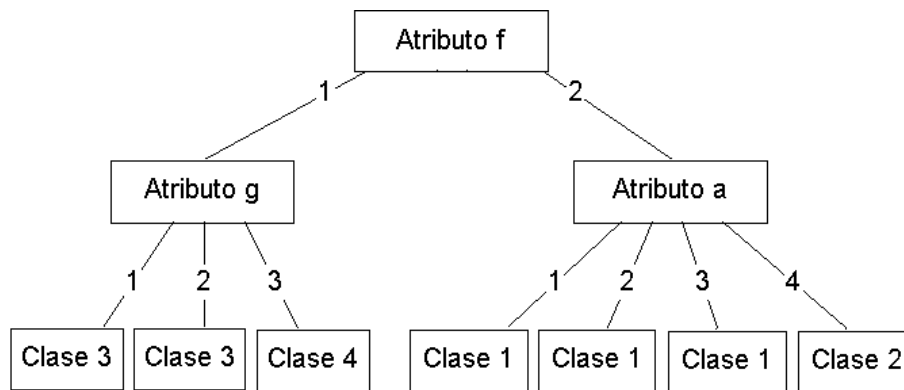 Atributo f
1 2
Atributo g Atributo a
1 2 3 1 2 3 4
Clase 3 Clase 3 Clase 4 Clase 1 Clase 1 Clase 1 Clase 2